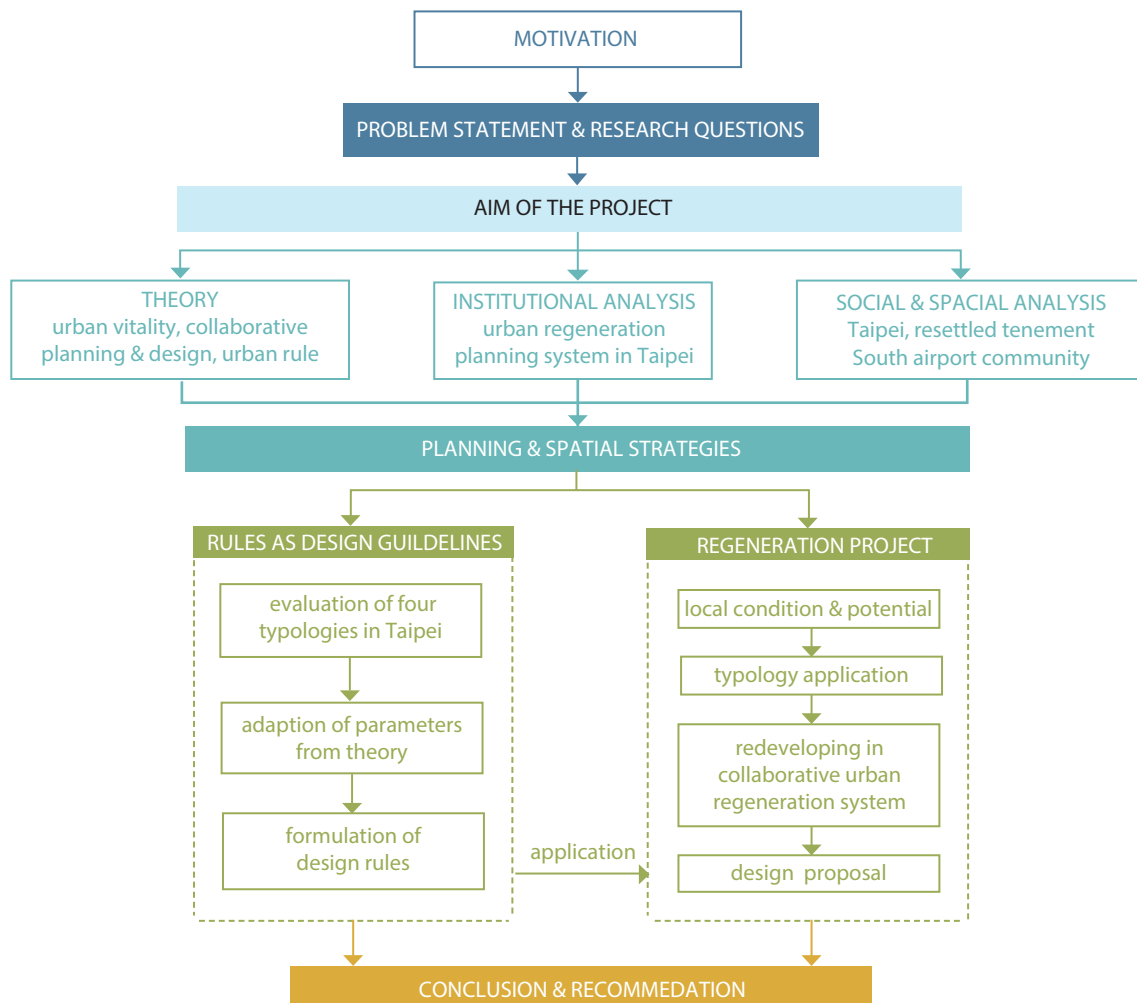 MOTIVATION
PROBLEM STATEMENT & RESEARCH QUESTIONS
AIM OF THE PROJECT
THEORY
urban vitality, collaborative
planning & design, urban rule
INSTITUTIONAL ANALYSIS
urban regeneration
planning system in Taipei
SOCIAL & SPACIAL ANALYSIS
Taipei, resettled tenement
South airport community
PLANNING & SPATIAL STRATEGIES
RULES AS DESIGN GUILDELINES
evaluation of four
typologies in Taipei
adaption of parameters
from theory
formulation of
design rules
application
REGENERATION PROJECT
local condition & potential
typology application
redeveloping in
collaborative urban
regeneration system
design proposal
CONCLUSION & RECOMMEDATION